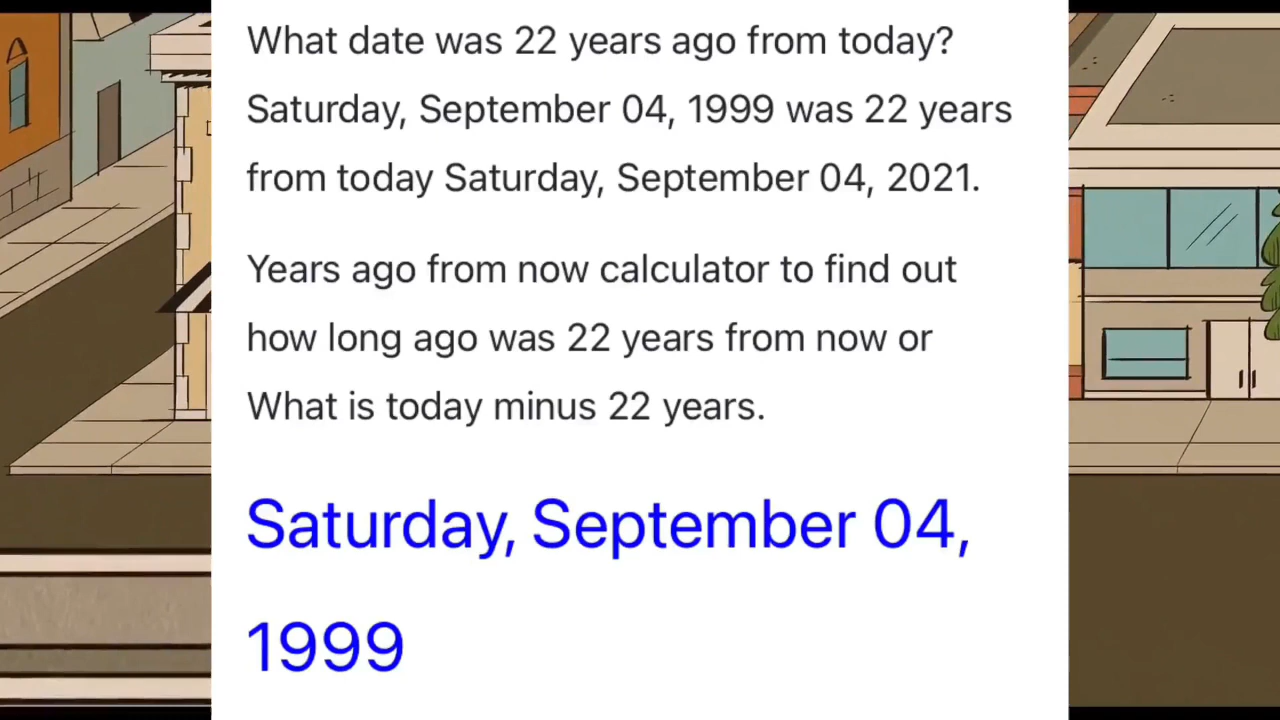 What date was 22 years ago from today?
Saturday, September 04, 1999 was 22 years
from today Saturday, September 04, 2021.
Years ago from now calculator to find out
how long ago was 22 years from now or
What is today minus 22 years.
Saturday, September 04,
1999